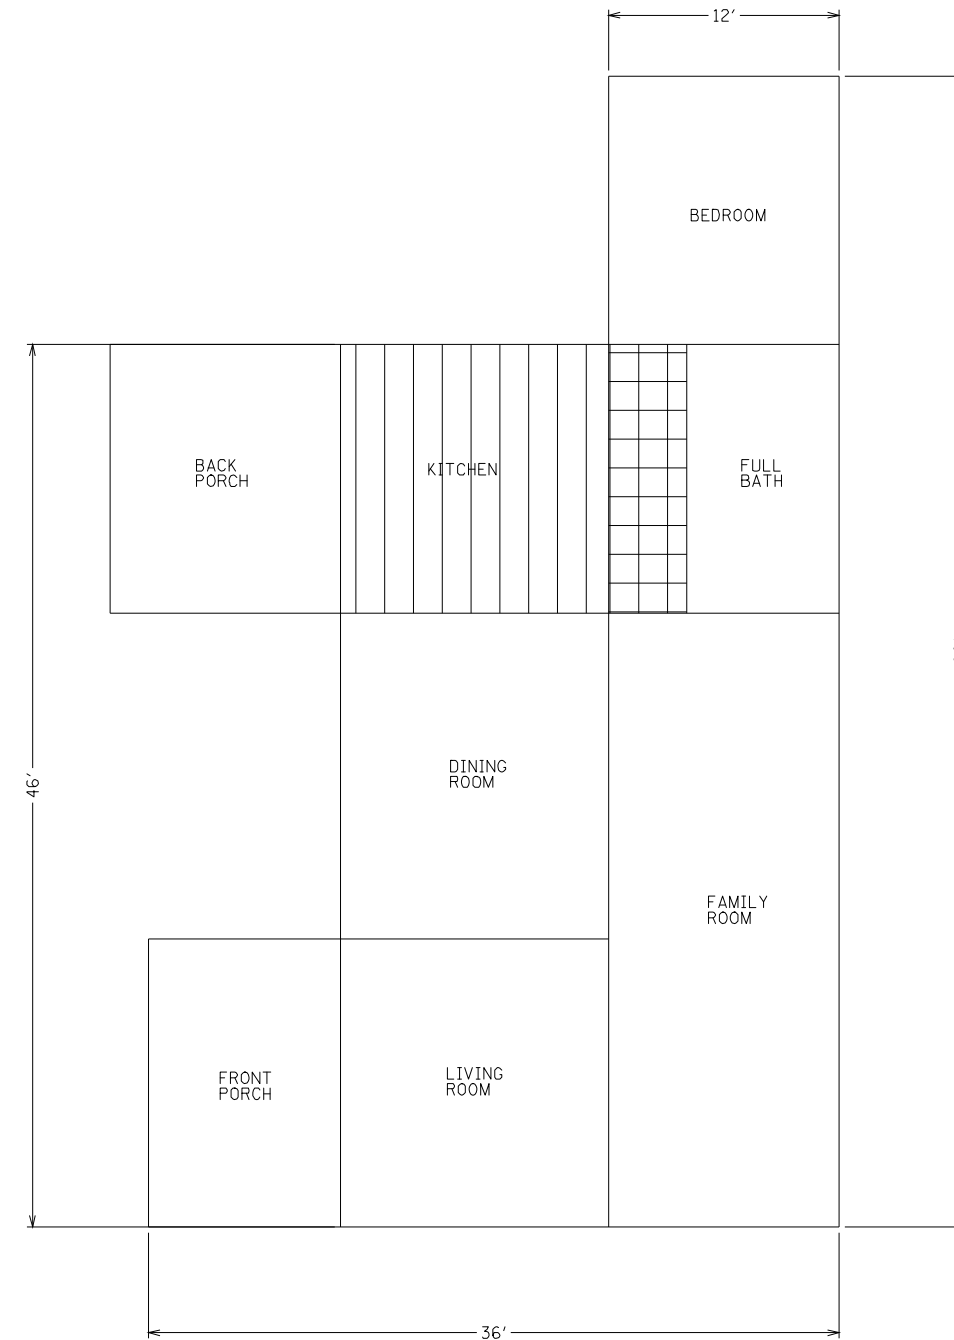 12′
BEDROOM
BACK
PORCH
KITCHEN
FULL
BATH
DINING
ROOM
46′
FAMILY
ROOM
FRONT
PORCH
LIVING
ROOM
36′